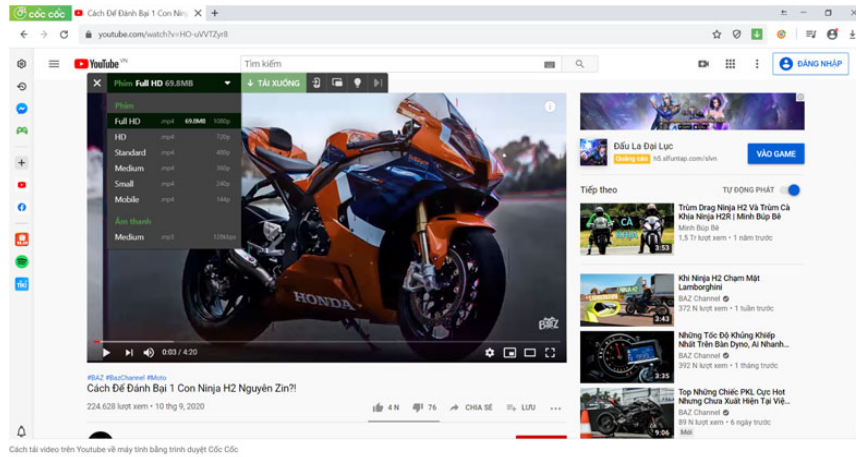 cốc cốc
Cách Để Đánh Bại 1 Con Ninj
youtube.com/watch?v=HO-uVVTZyr8
YouTube VN
Tìm kiếm
ĐĂNG NHẬP
Phim Full HD 69.8MB
TẢI XUỐNG
Phim
Full HD .mp4 69.8MB 1080p
HD .mp4 720p
Standard .mp4 480p
Medium .mp4 360p
Small .mp4 240p
Mobile .mp4 144p
Âm thanh
Medium .mp3 128kbps
HONDA
BAZ
0:03 / 4:20
#BAZ #BazChannel #Moto
Cách Để Đánh Bại 1 Con Ninja H2 Nguyên Zin?!
224.628 lượt xem • 10 thg 9, 2020
4 N
76
CHIA SẺ
LƯU
Đấu La Đại Lục
Quảng cáo h5.xlfuntap.com/slvn
VÀO GAME
Tiếp theo
TỰ ĐỘNG PHÁT
Trùm Drag Ninja H2 Và Trùm Cà
Khịa Ninja H2R | Minh Búp Bê
Minh Búp Bê
1,5 Tr lượt xem • 1 năm trước
3:53
Khi Ninja H2 Chạm Mặt
Lamborghini
BAZ Channel
372 N lượt xem • 1 tuần trước
3:43
Những Tốc Độ Khủng Khiếp
Nhất Trên Bàn Dyno, Ai Nhanh...
BAZ Channel
392 N lượt xem • 1 tháng trước
3:35
Top Những Chiếc PKL Cực Hot
Nhưng Chưa Xuất Hiện Tại Việ...
BAZ Channel
89 N lượt xem • 6 ngày trước
Mới
9:06
Cách tải video trên Youtube về máy tính bằng trình duyệt Cốc Cốc